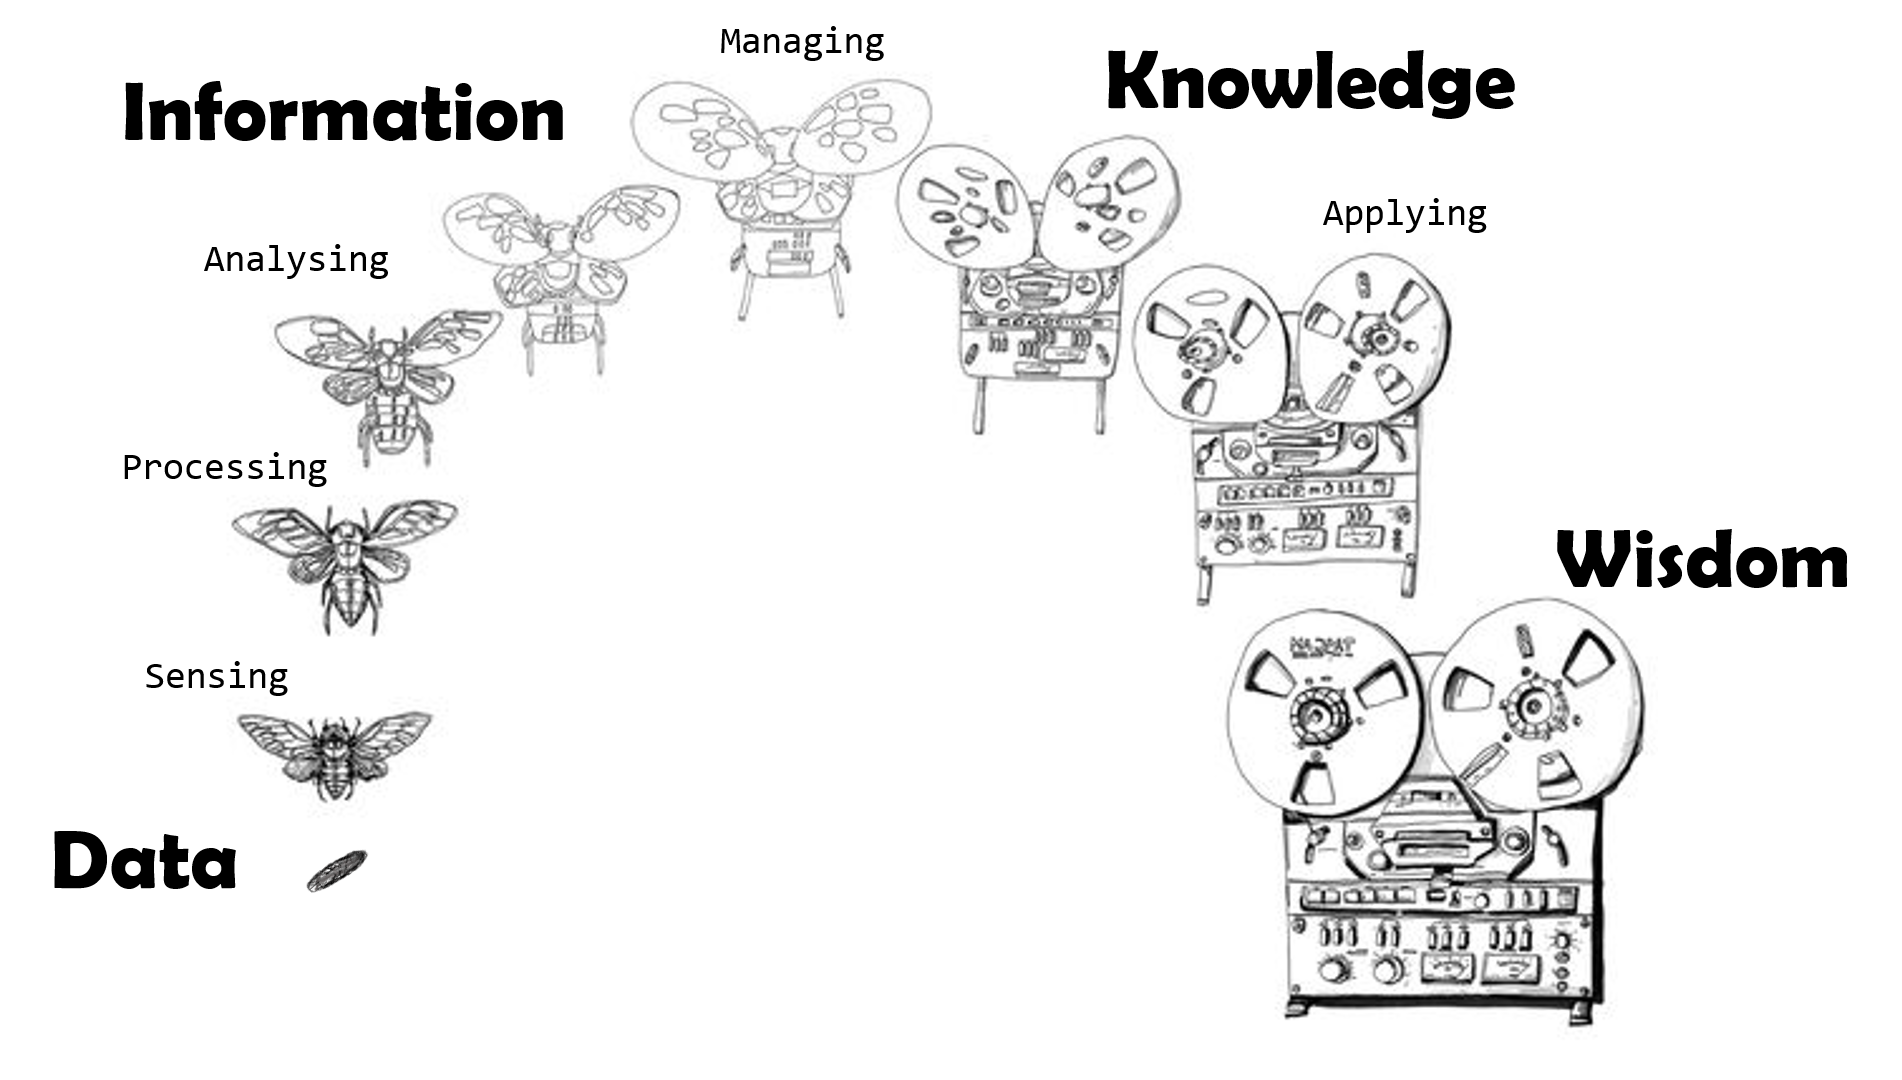 Managing
Knowledge
Information
Applying
Analysing
Processing
Wisdom
Sensing
Data